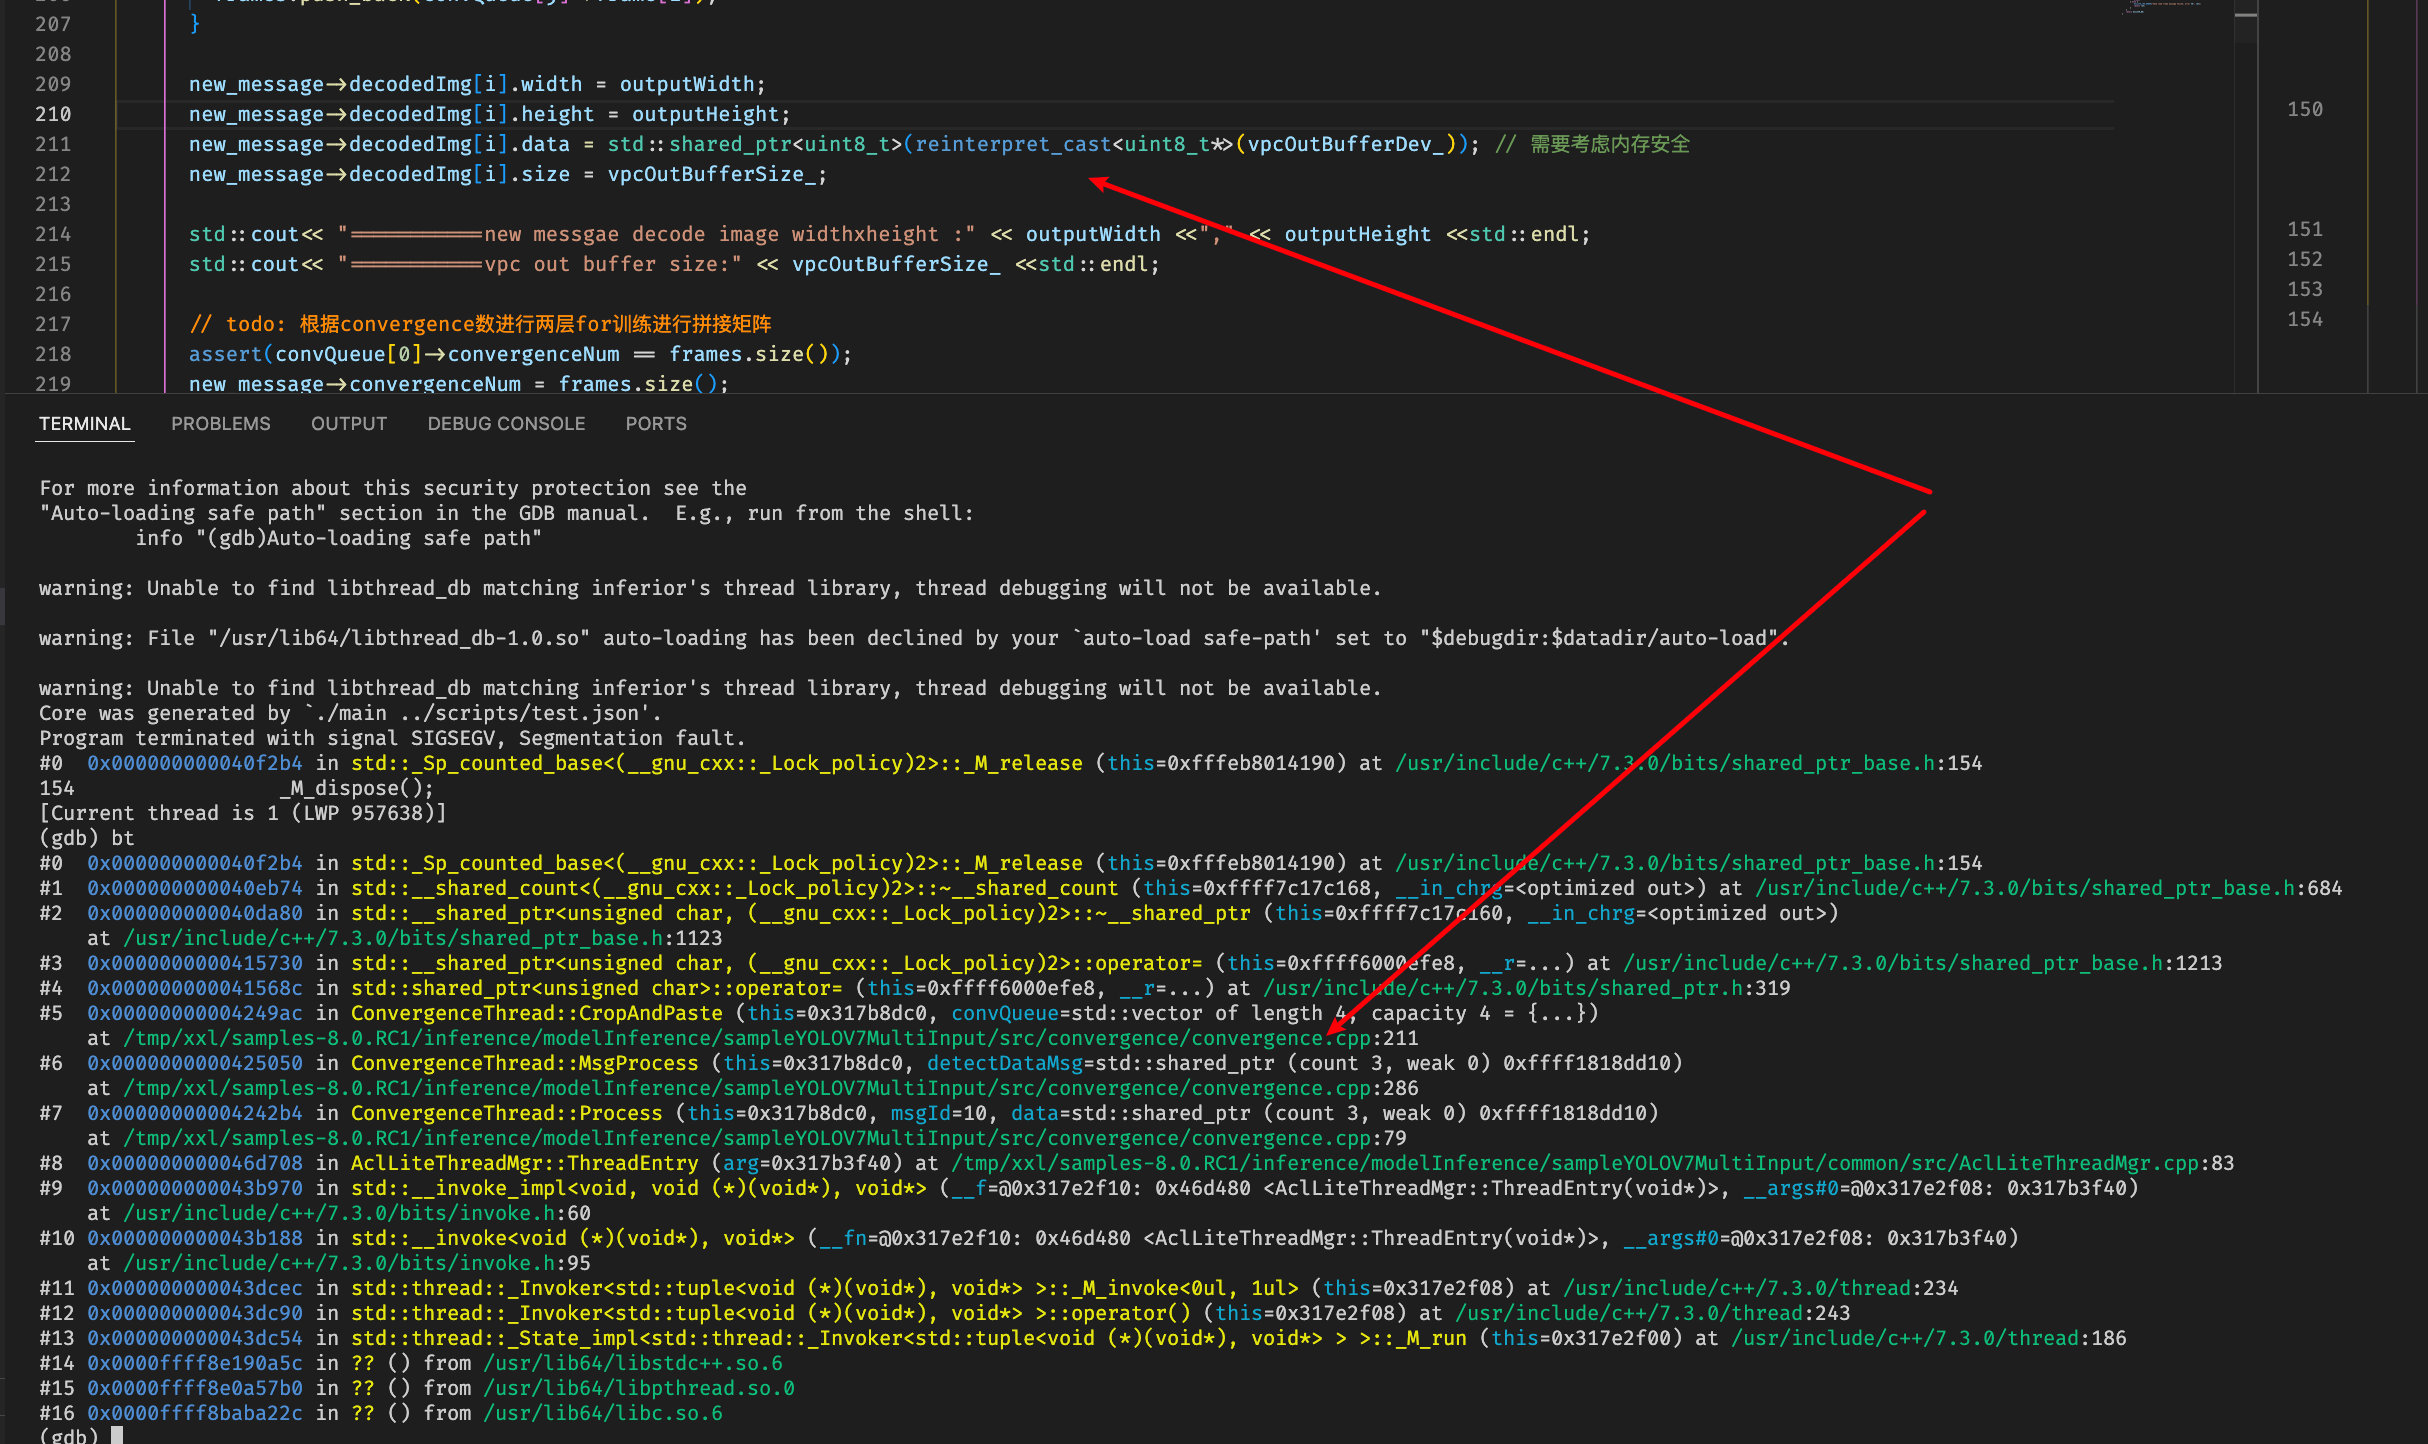 207 }
208
209 new_message->decodedImg[i].width = outputWidth;
210 new_message->decodedImg[i].height = outputHeight;
211 new_message->decodedImg[i].data = std::shared_ptr<uint8_t>(reinterpret_cast<uint8_t*>(vpcOutBufferDev_)); // 需要考虑内存安全
212 new_message->decodedImg[i].size = vpcOutBufferSize_;
213
214 std::cout<< "===========new messgae decode image widthxheight :" << outputWidth <<"," << outputHeight <<std::endl;
215 std::cout<< "===========vpc out buffer size:" << vpcOutBufferSize_ <<std::endl;
216
217 // todo: 根据convergence数进行两层for训练进行拼接矩阵
218 assert(convQueue[0]->convergenceNum == frames.size());
219 new_message->convergenceNum = frames.size();
150
151
152
153
154
TERMINAL PROBLEMS OUTPUT DEBUG CONSOLE PORTS
For more information about this security protection see the
"Auto-loading safe path" section in the GDB manual.  E.g., run from the shell:
        info "(gdb)Auto-loading safe path"
warning: Unable to find libthread_db matching inferior's thread library, thread debugging will not be available.
warning: File "/usr/lib64/libthread_db-1.0.so" auto-loading has been declined by your `auto-load safe-path' set to "$debugdir:$datadir/auto-load".
warning: Unable to find libthread_db matching inferior's thread library, thread debugging will not be available.
Core was generated by `./main ../scripts/test.json'.
Program terminated with signal SIGSEGV, Segmentation fault.
#0  0x000000000040f2b4 in std::_Sp_counted_base<(__gnu_cxx::_Lock_policy)2>::_M_release (this=0xfffeb8014190) at /usr/include/c++/7.3.0/bits/shared_ptr_base.h:154
154                 _M_dispose();
[Current thread is 1 (LWP 957638)]
(gdb) bt
#0  0x000000000040f2b4 in std::_Sp_counted_base<(__gnu_cxx::_Lock_policy)2>::_M_release (this=0xfffeb8014190) at /usr/include/c++/7.3.0/bits/shared_ptr_base.h:154
#1  0x000000000040eb74 in std::__shared_count<(__gnu_cxx::_Lock_policy)2>::~__shared_count (this=0xffff7c17c168, __in_chrg=<optimized out>) at /usr/include/c++/7.3.0/bits/shared_ptr_base.h:684
#2  0x000000000040da80 in std::__shared_ptr<unsigned char, (__gnu_cxx::_Lock_policy)2>::~__shared_ptr (this=0xffff7c17c160, __in_chrg=<optimized out>)
    at /usr/include/c++/7.3.0/bits/shared_ptr_base.h:1123
#3  0x0000000000415730 in std::__shared_ptr<unsigned char, (__gnu_cxx::_Lock_policy)2>::operator= (this=0xffff6000efe8, __r=...) at /usr/include/c++/7.3.0/bits/shared_ptr_base.h:1213
#4  0x000000000041568c in std::shared_ptr<unsigned char>::operator= (this=0xffff6000efe8, __r=...) at /usr/include/c++/7.3.0/bits/shared_ptr.h:319
#5  0x00000000004249ac in ConvergenceThread::CropAndPaste (this=0x317b8dc0, convQueue=std::vector of length 4, capacity 4 = {...})
    at /tmp/xxl/samples-8.0.RC1/inference/modelInference/sampleYOLOV7MultiInput/src/convergence/convergence.cpp:211
#6  0x0000000000425050 in ConvergenceThread::MsgProcess (this=0x317b8dc0, detectDataMsg=std::shared_ptr (count 3, weak 0) 0xffff1818dd10)
    at /tmp/xxl/samples-8.0.RC1/inference/modelInference/sampleYOLOV7MultiInput/src/convergence/convergence.cpp:286
#7  0x00000000004242b4 in ConvergenceThread::Process (this=0x317b8dc0, msgId=10, data=std::shared_ptr (count 3, weak 0) 0xffff1818dd10)
    at /tmp/xxl/samples-8.0.RC1/inference/modelInference/sampleYOLOV7MultiInput/src/convergence/convergence.cpp:79
#8  0x000000000046d708 in AclLiteThreadMgr::ThreadEntry (arg=0x317b3f40) at /tmp/xxl/samples-8.0.RC1/inference/modelInference/sampleYOLOV7MultiInput/common/src/AclLiteThreadMgr.cpp:83
#9  0x000000000043b970 in std::__invoke_impl<void, void (*)(void*), void*> (__f=@0x317e2f10: 0x46d480 <AclLiteThreadMgr::ThreadEntry(void*)>, __args#0=@0x317e2f08: 0x317b3f40)
    at /usr/include/c++/7.3.0/bits/invoke.h:60
#10 0x000000000043b188 in std::__invoke<void (*)(void*), void*> (__fn=@0x317e2f10: 0x46d480 <AclLiteThreadMgr::ThreadEntry(void*)>, __args#0=@0x317e2f08: 0x317b3f40)
    at /usr/include/c++/7.3.0/bits/invoke.h:95
#11 0x000000000043dcec in std::thread::_Invoker<std::tuple<void (*)(void*), void*> >::_M_invoke<0ul, 1ul> (this=0x317e2f08) at /usr/include/c++/7.3.0/thread:234
#12 0x000000000043dc90 in std::thread::_Invoker<std::tuple<void (*)(void*), void*> >::operator() (this=0x317e2f08) at /usr/include/c++/7.3.0/thread:243
#13 0x000000000043dc54 in std::thread::_State_impl<std::thread::_Invoker<std::tuple<void (*)(void*), void*> > >::_M_run (this=0x317e2f00) at /usr/include/c++/7.3.0/thread:186
#14 0x0000ffff8e190a5c in ?? () from /usr/lib64/libstdc++.so.6
#15 0x0000ffff8e0a57b0 in ?? () from /usr/lib64/libpthread.so.0
#16 0x0000ffff8baba22c in ?? () from /usr/lib64/libc.so.6
(gdb)